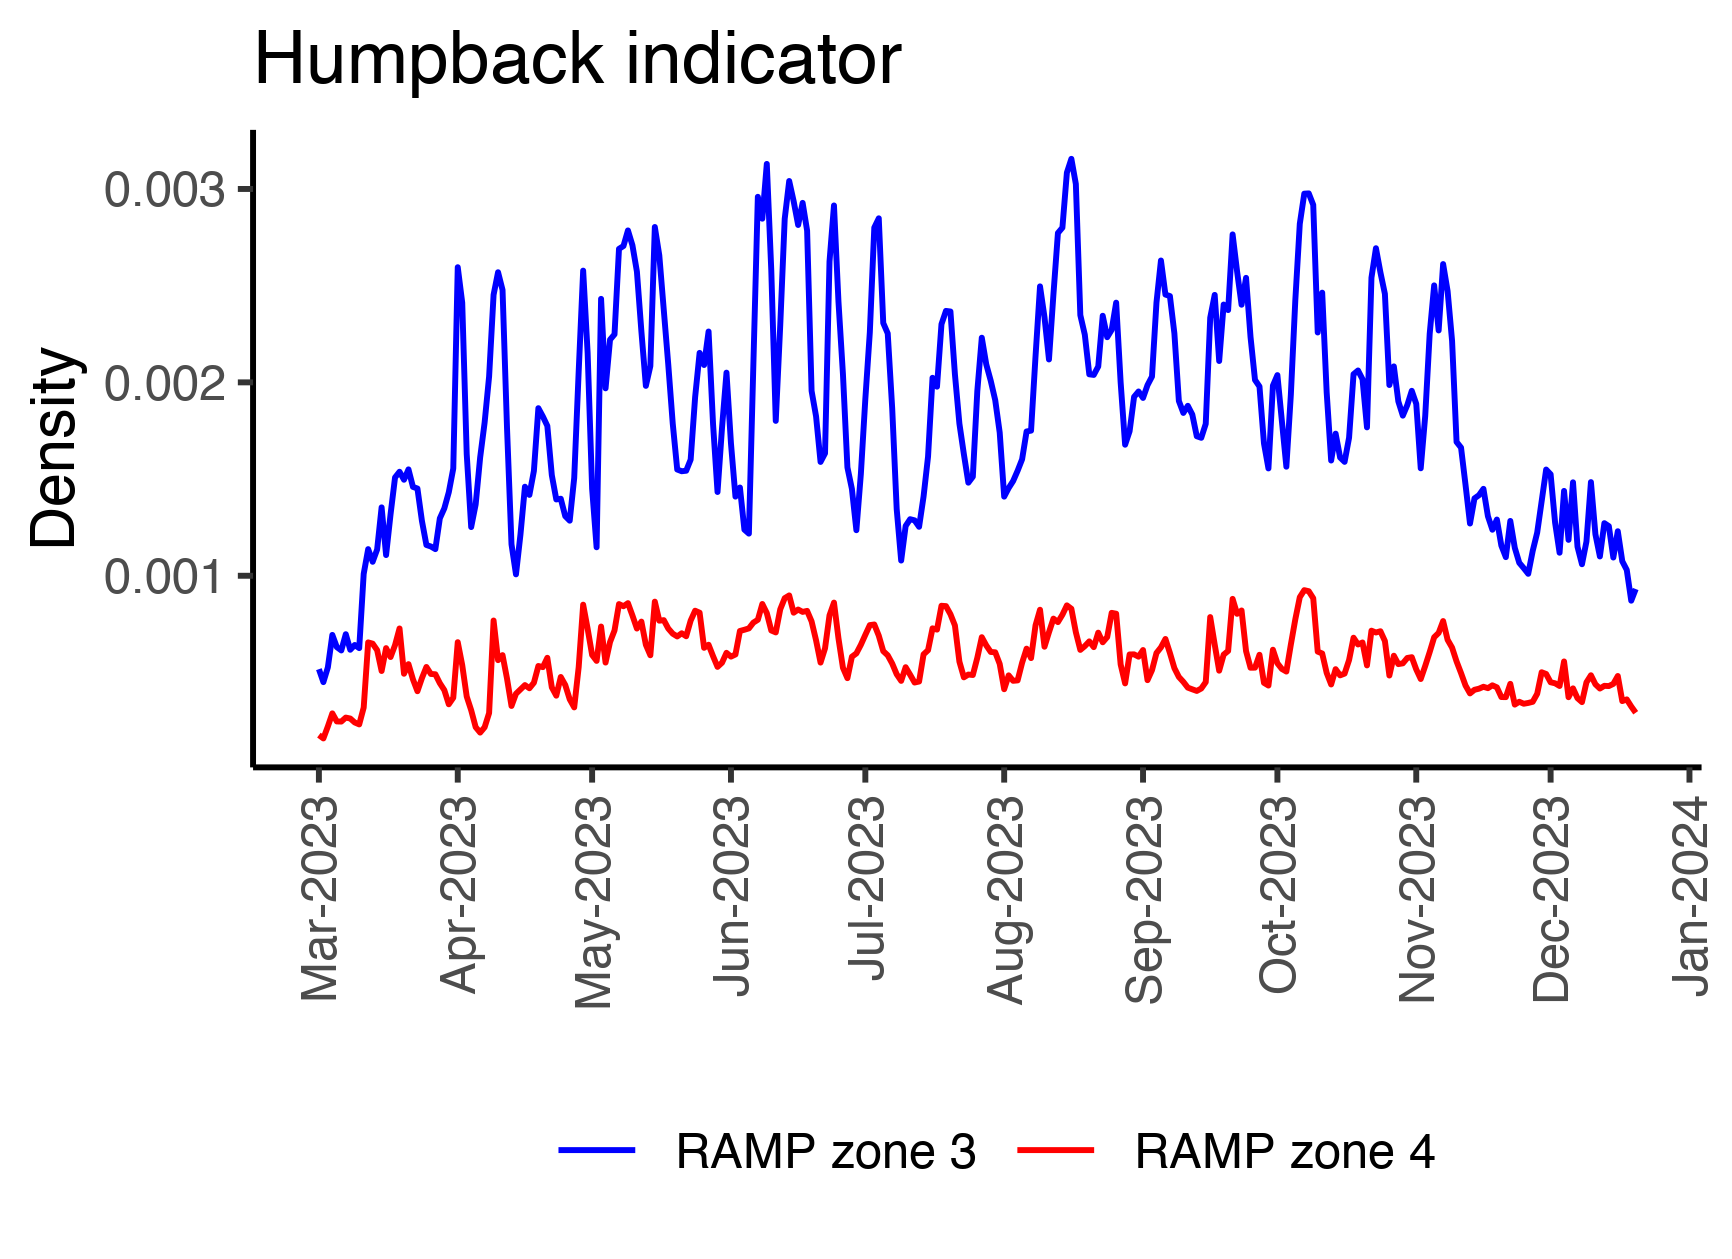 Humpback indicator
Density
0.003
0.002
0.001
Mar-2023
Apr-2023
May-2023
Jun-2023
Jul-2023
Aug-2023
Sep-2023
Oct-2023
Nov-2023
Dec-2023
Jan-2024
RAMP zone 3
RAMP zone 4